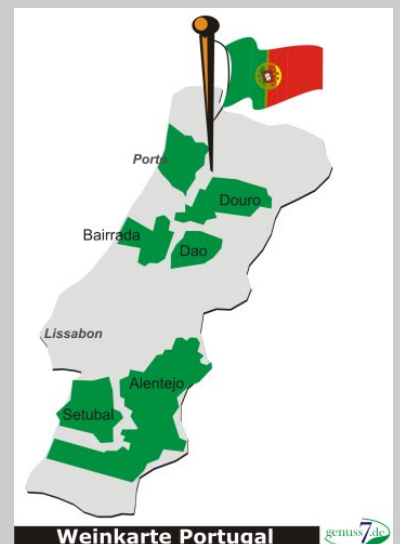 Porto
Douro
Bairrada
Dao
Lissabon
Alentejo
Setubal
Weinkarte Portugal
genuss7.de